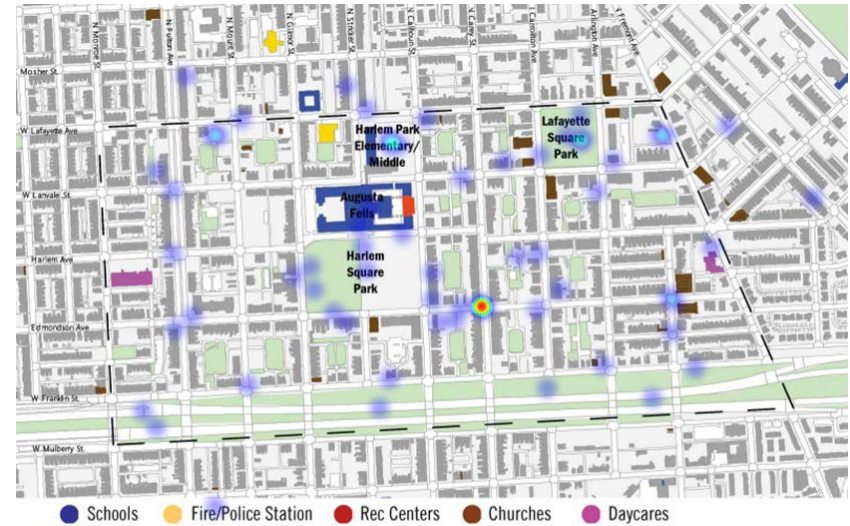 N Monroe St.
N Fulton Ave
N Mount St.
N Gilmor St.
N Stricker St.
N Calhoun St.
N Carey St.
N Carrollton Ave
Arlington Ave
N Fremont Ave
Mosher St.
W Lafayette Ave
Harlem Park
Elementary/
Middle
Lafayette
Square
Park
W Lanvale St.
Augusta
Fells
Harlem Ave
Harlem
Square
Park
Edmondson Ave
W Franklin St.
W Mulberry St.
Schools
Fire/Police Station
Rec Centers
Churches
Daycares